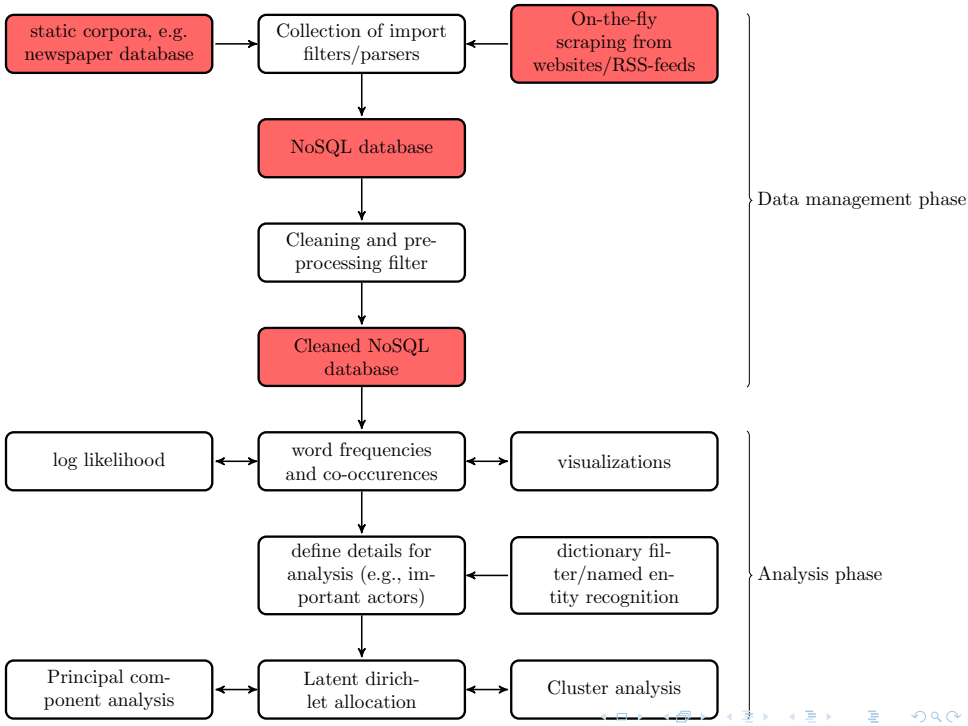 static corpora, e.g.
newspaper database
Collection of import
filters/parsers
On-the-fly
scraping from
websites/RSS-feeds
NoSQL database
Data management phase
Cleaning and pre-
processing filter
Cleaned NoSQL
database
log likelihood
word frequencies
and co-occurences
visualizations
define details for
analysis (e.g., im-
portant actors)
dictionary fil-
ter/named en-
tity recognition
Analysis phase
Principal com-
ponent analysis
Latent dirich-
let allocation
Cluster analysis